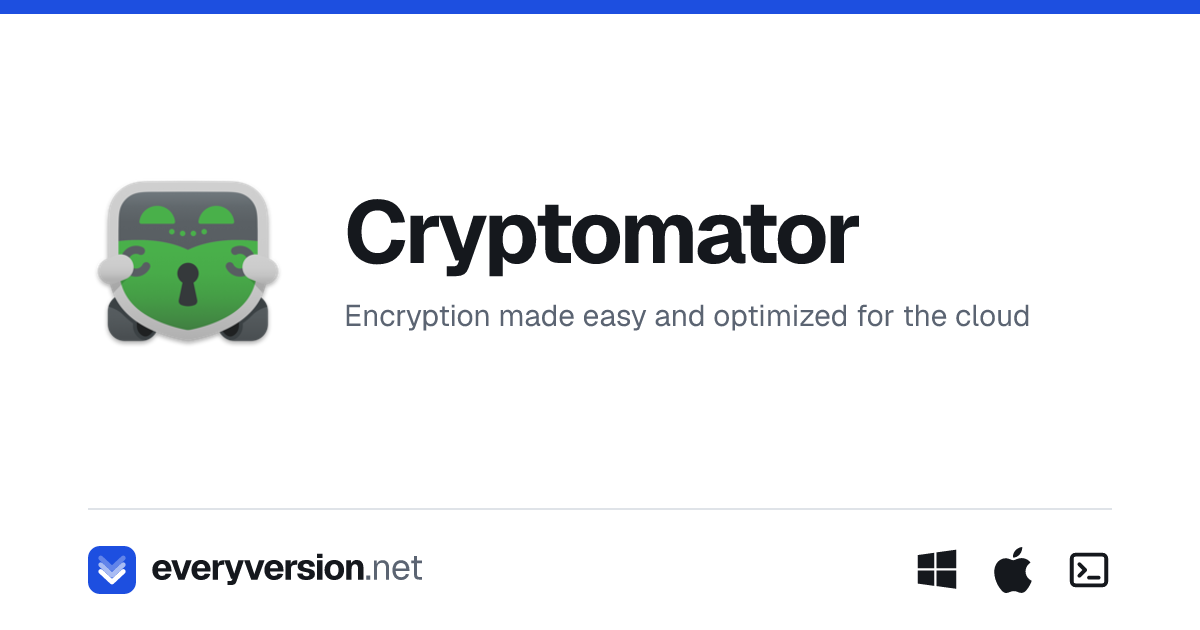 Cryptomator
Encryption made easy and optimized for the cloud
everyversion.net